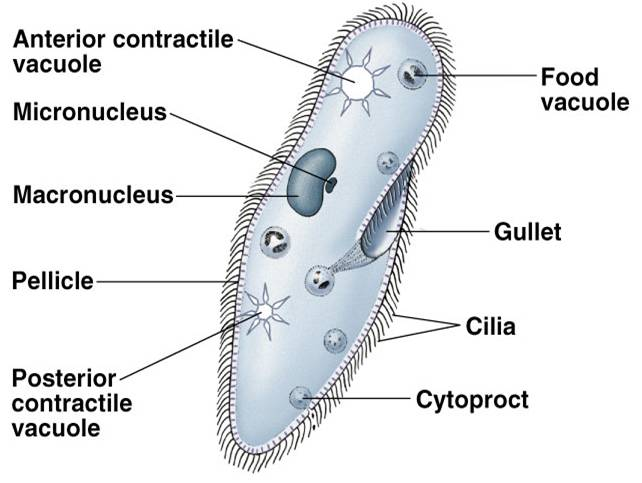 Anterior contractile
vacuole
Micronucleus
Macronucleus
Pellicle
Posterior
contractile
vacuole
Food
vacuole
Gullet
Cilia
Cytoproct